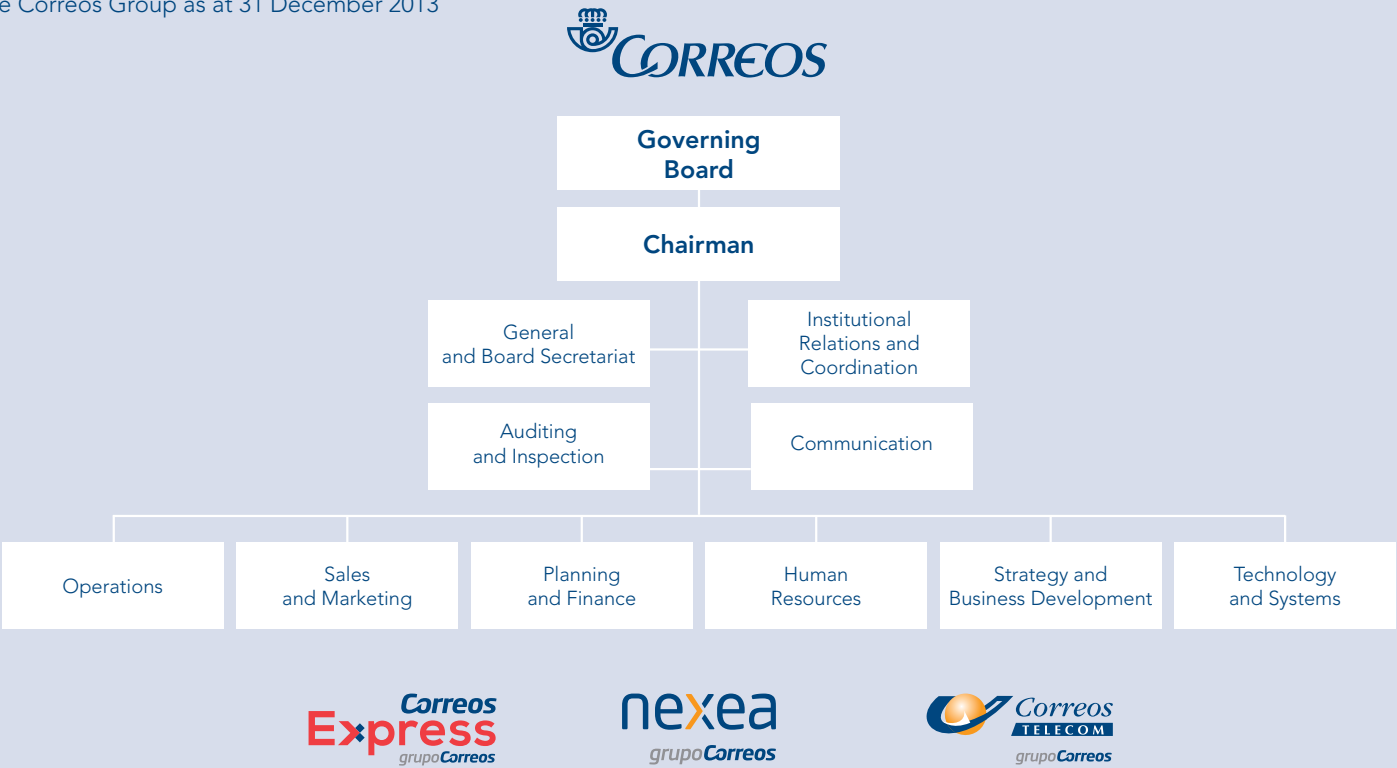 Correos Group as at 31 December 2013
CORREOS
Governing
Board
Chairman
General
and Board Secretariat
Institutional
Relations and
Coordination
Auditing
and Inspection
Communication
Operations
Sales
and Marketing
Planning
and Finance
Human
Resources
Strategy and
Business Development
Technology
and Systems
Correos
Express
grupoCorreos
nexea
grupoCorreos
Correos
TELECOM
grupoCorreos